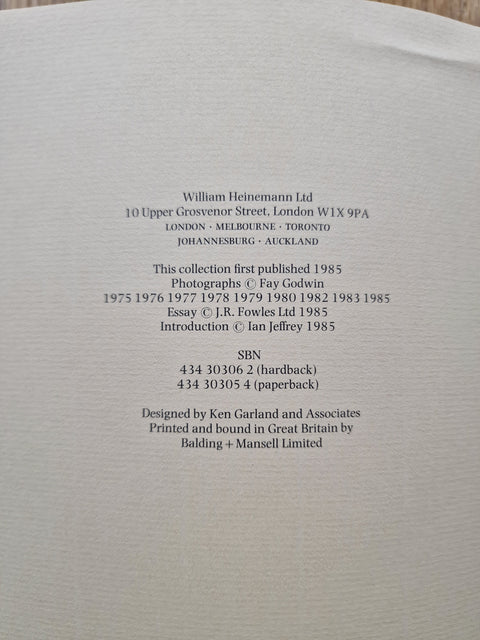 William Heinemann Ltd
10 Upper Grosvenor Street, London W1X 9PA
LONDON · MELBOURNE · TORONTO
JOHANNESBURG · AUCKLAND
This collection first published 1985
Photographs © Fay Godwin
1975 1976 1977 1978 1979 1980 1982 1983 1985
Essay © J.R. Fowles Ltd 1985
Introduction © Ian Jeffrey 1985
SBN
434 30306 2 (hardback)
434 30305 4 (paperback)
Designed by Ken Garland and Associates
Printed and bound in Great Britain by
Balding + Mansell Limited